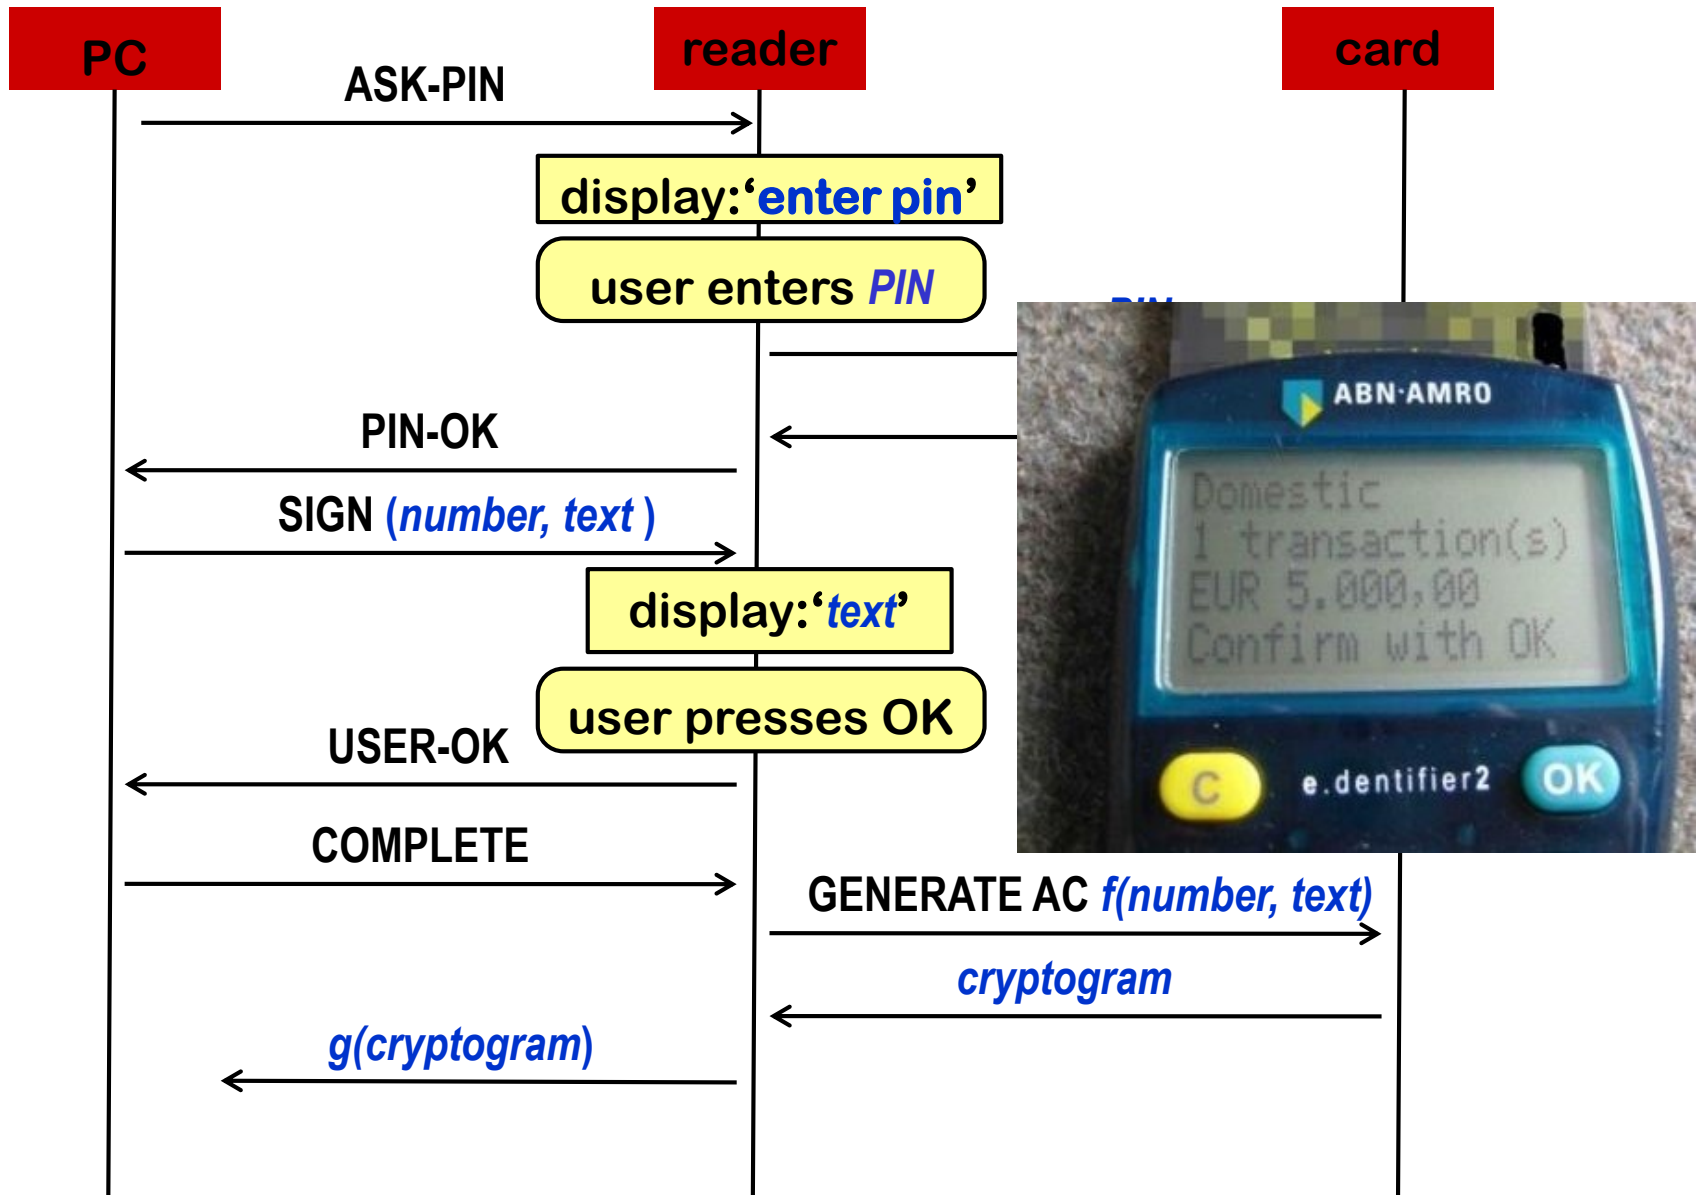 PC
reader
card
ASK-PIN
display:‘enter pin’
user enters PIN
PIN
ABN·AMRO
PIN-OK
Domestic
1 transaction(s)
EUR 5.000,00
Confirm with OK
SIGN (number, text )
display:‘text’
user presses OK
USER-OK
C
e.dentifier2
OK
COMPLETE
GENERATE AC f(number, text)
cryptogram
g(cryptogram)